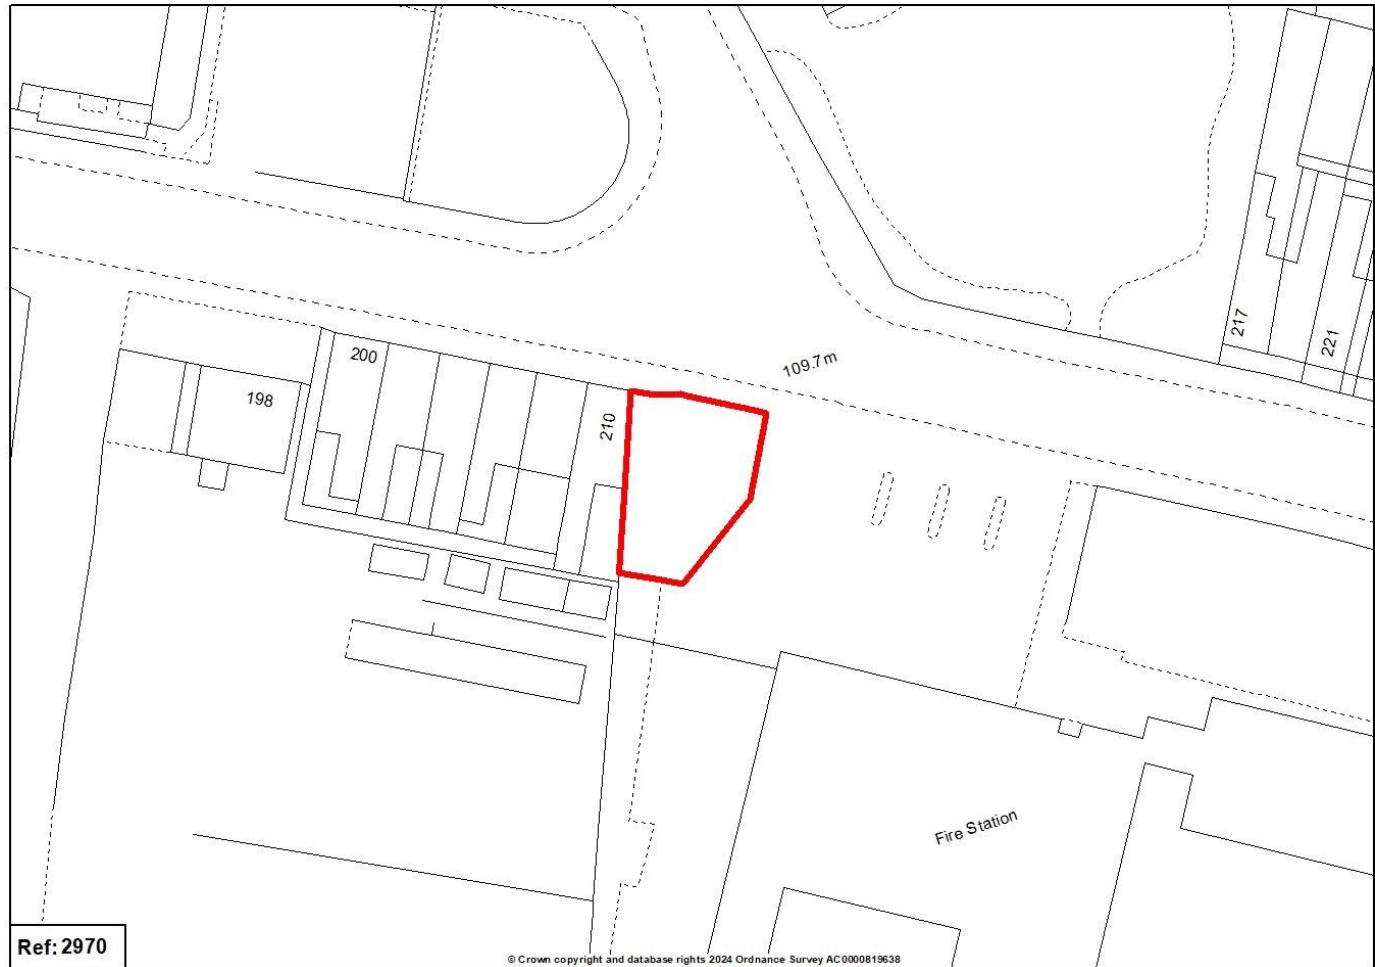 217
221
200
109.7m
198
210
Fire Station
Ref: 2970
© Crown copyright and database rights 2024 Ordnance Survey AC0000819638